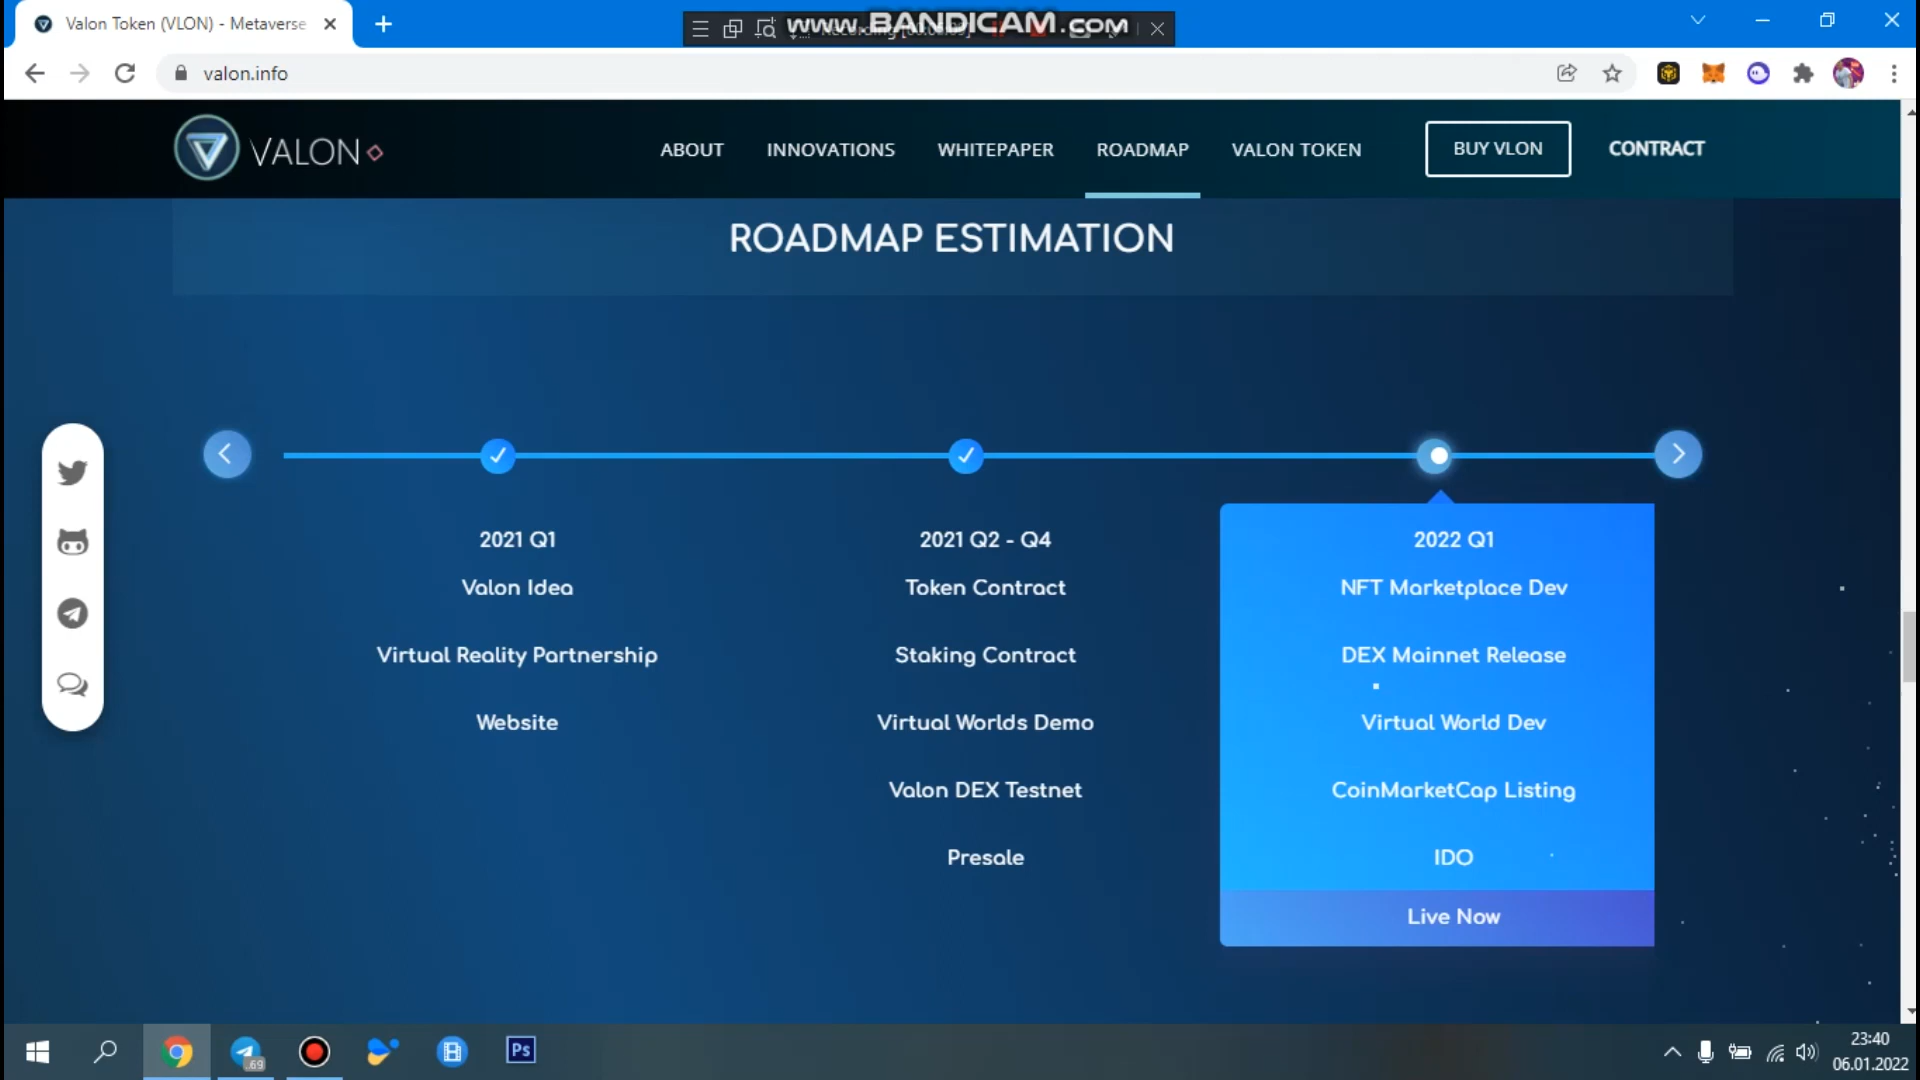 Valon Token (VLON) - Metaverse
www.BANDICAM.com
valon.info
VALON
ABOUT
INNOVATIONS
WHITEPAPER
ROADMAP
VALON TOKEN
BUY VLON
CONTRACT
ROADMAP ESTIMATION
2021 Q1
Valon Idea
Virtual Reality Partnership
Website
2021 Q2 - Q4
Token Contract
Staking Contract
Virtual Worlds Demo
Valon DEX Testnet
Presale
2022 Q1
NFT Marketplace Dev
DEX Mainnet Release
Virtual World Dev
CoinMarketCap Listing
IDO
Live Now
69
Ps
23:40
06.01.2022